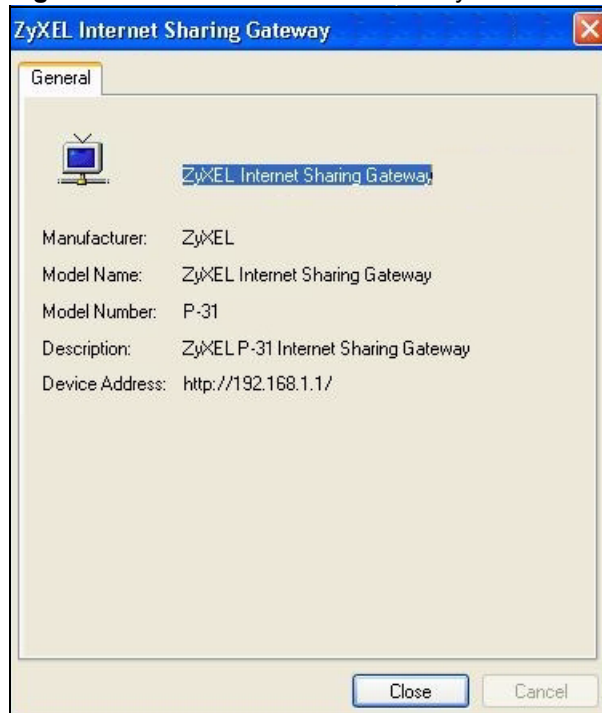 ZyXEL Internet Sharing Gateway
General
ZyXEL Internet Sharing Gateway
Manufacturer: ZyXEL
Model Name: ZyXEL Internet Sharing Gateway
Model Number: P-31
Description: ZyXEL P-31 Internet Sharing Gateway
Device Address: http://192.168.1.1/
Close Cancel